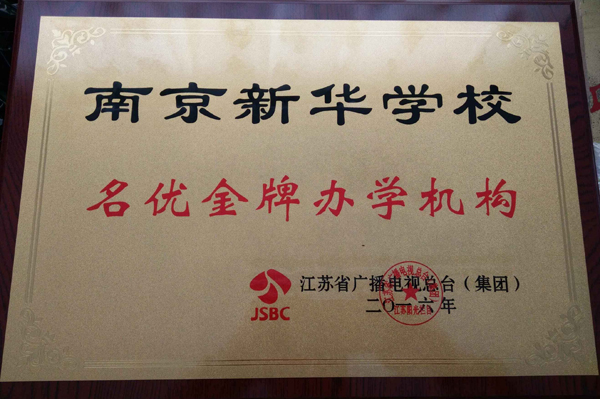 南京新华学校
名优金牌办学机构
JSBC
江苏省广播电视总台（集团）
二〇一六年